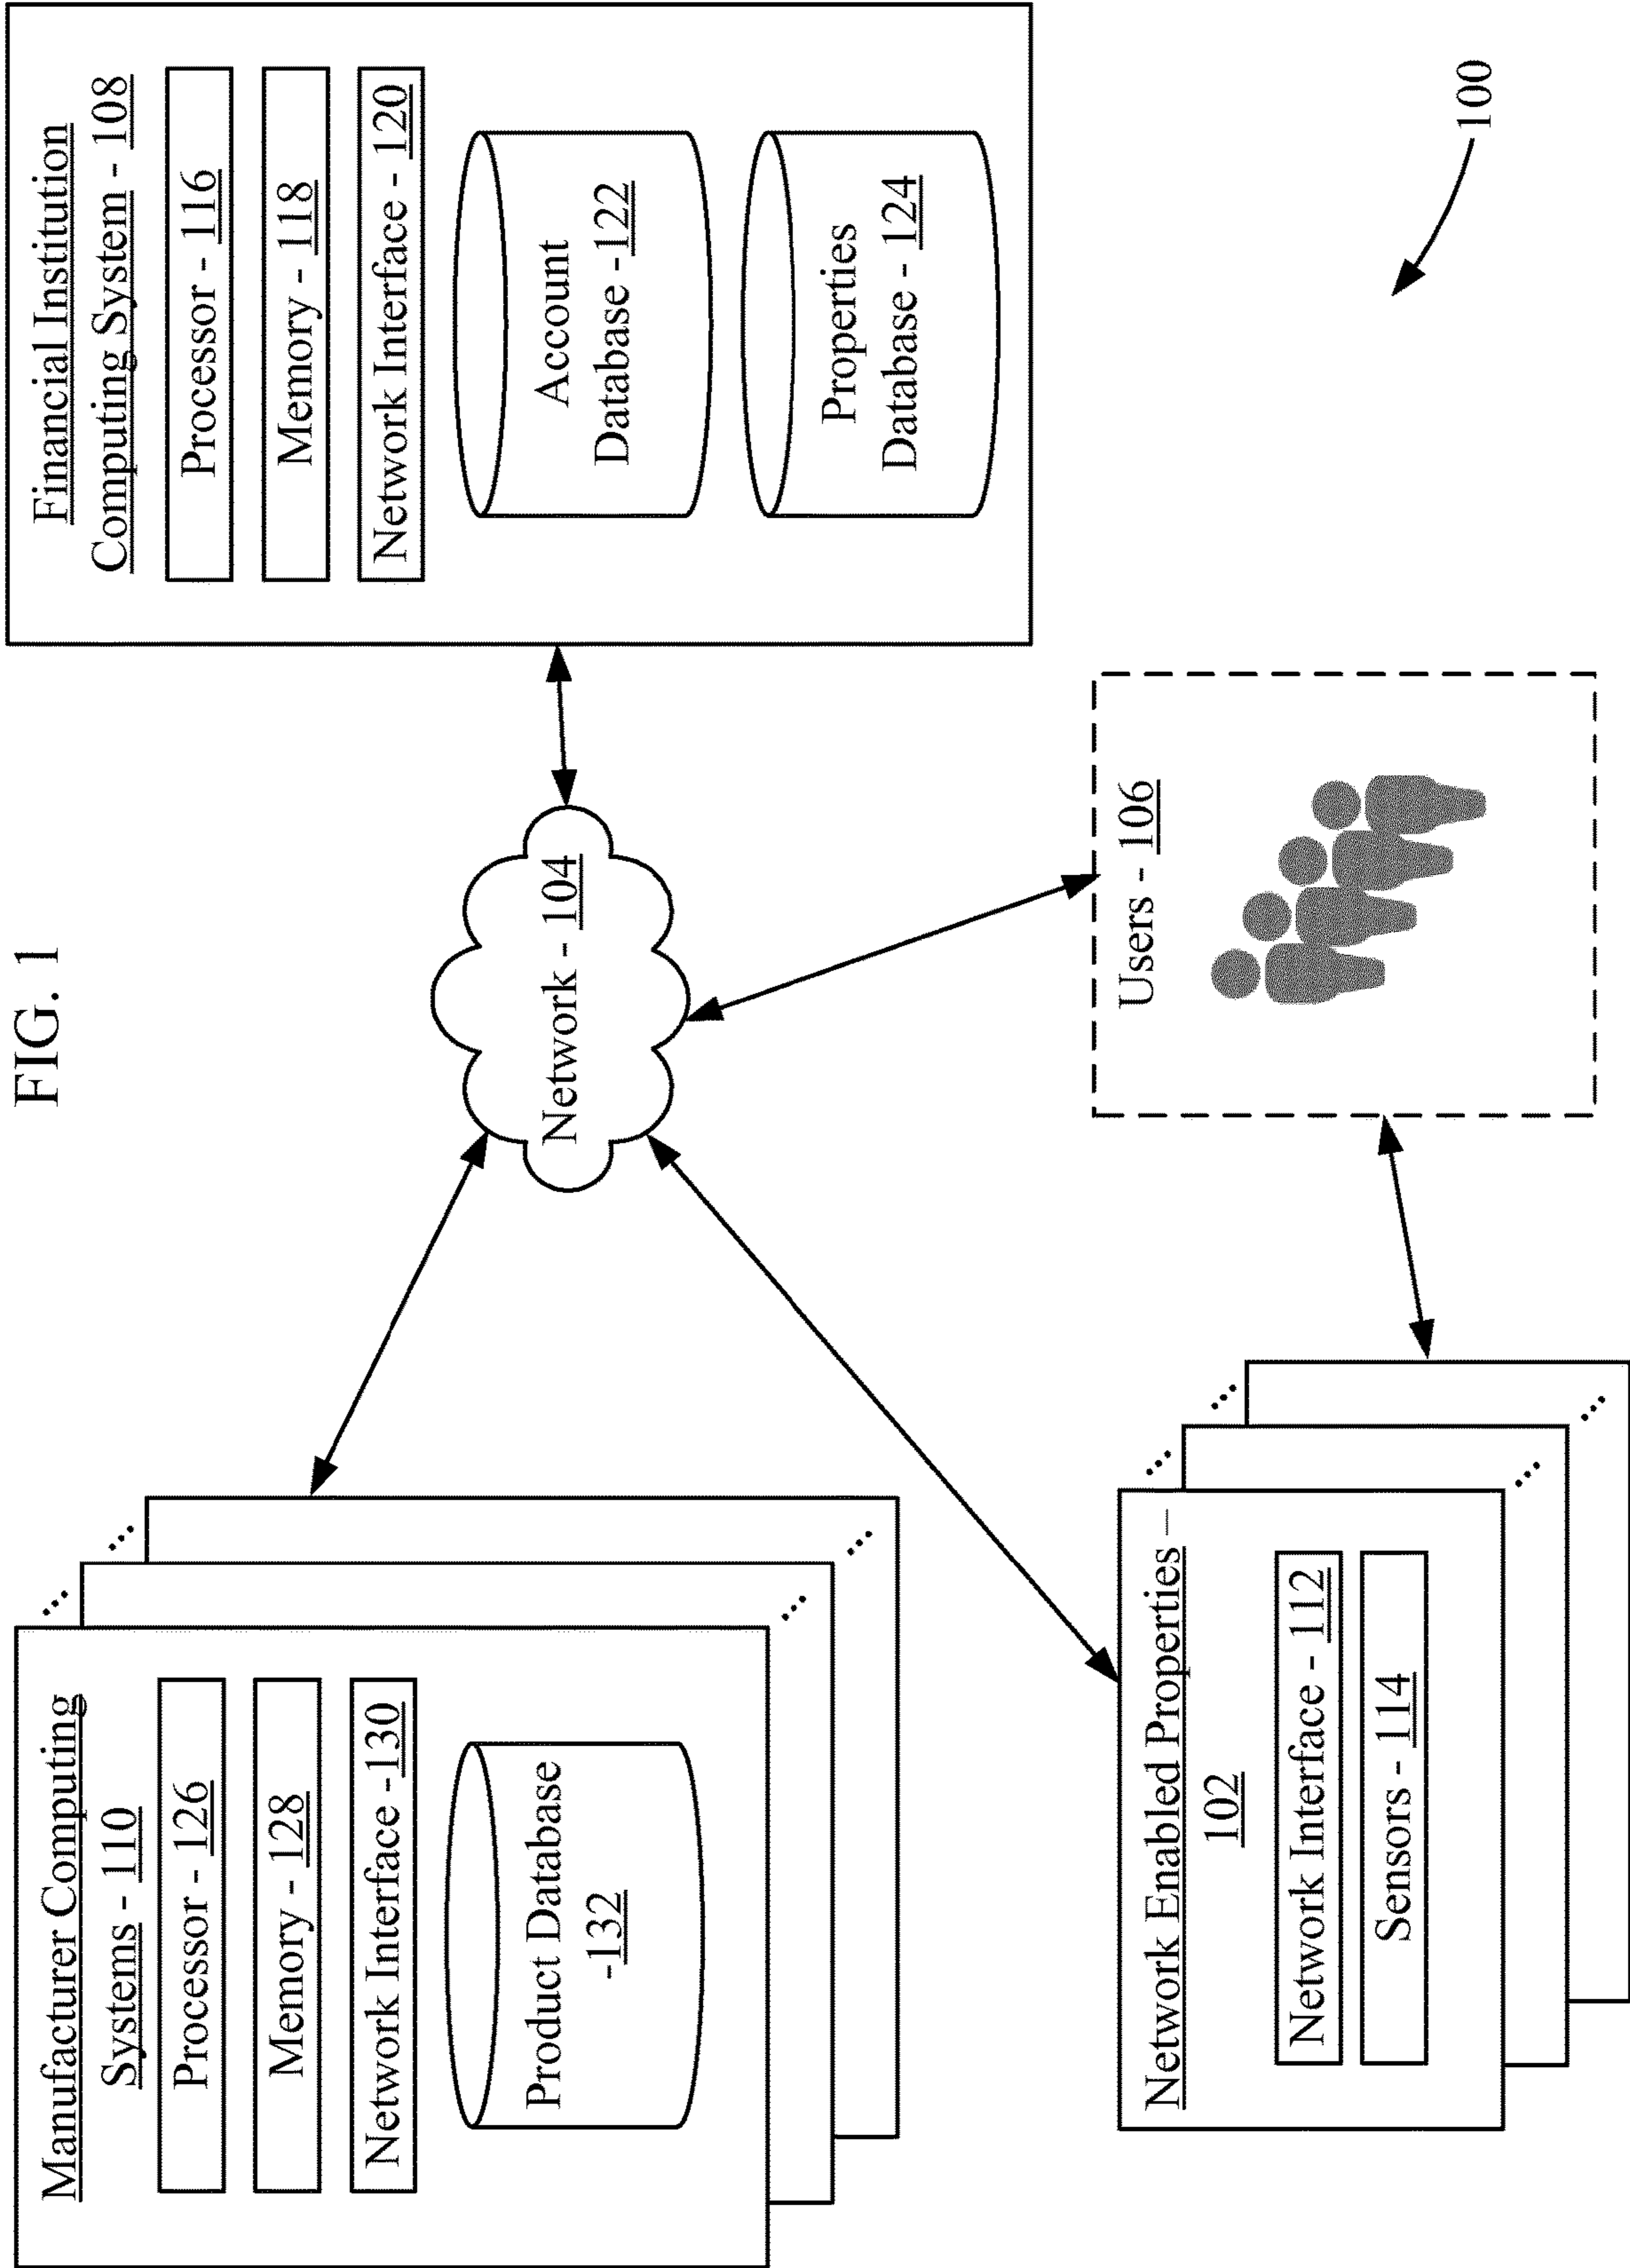 FIG. 1
Manufacturer Computing
Systems - 110
Processor - 126
Memory - 128
Network Interface -130
Product Database
-132
Network - 104
Financial Institution
Computing System - 108
Processor - 116
Memory - 118
Network Interface - 120
Account
Database -122
Properties
Database - 124
Network Enabled Properties –
102
Network Interface - 112
Sensors - 114
Users - 106
100